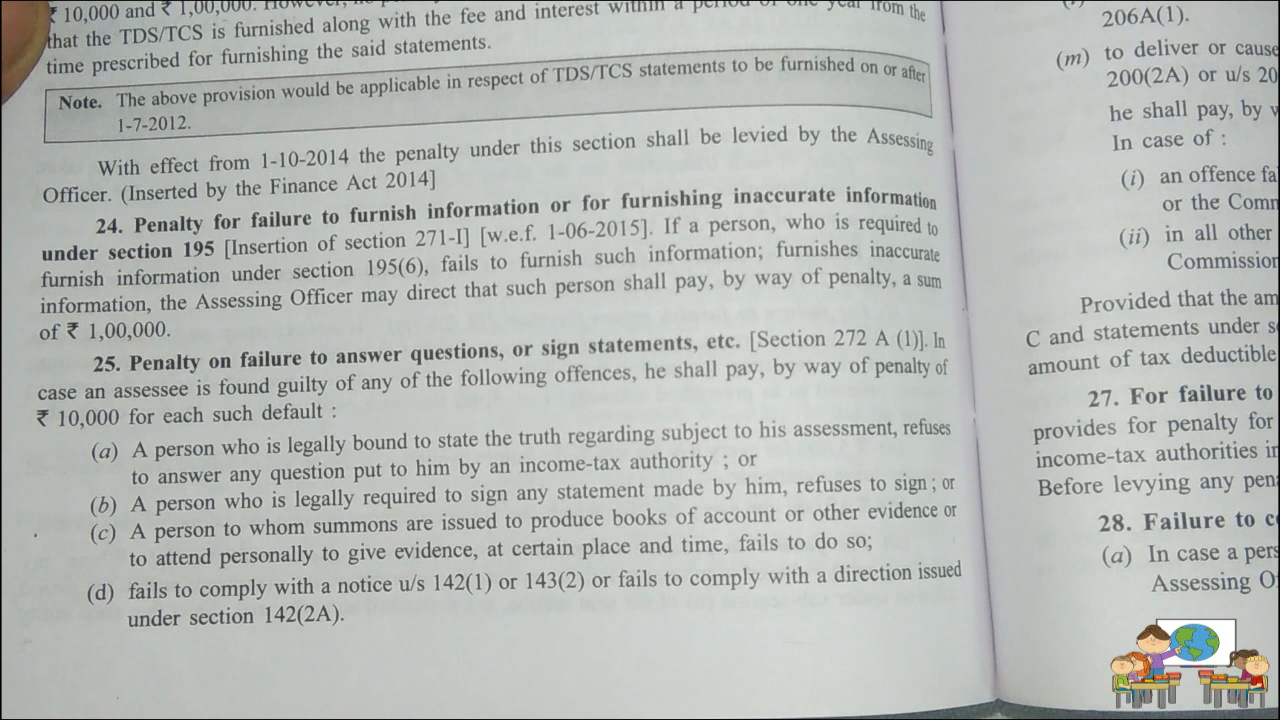 ₹ 10,000 and ₹ 1,00,000. However,
that the TDS/TCS is furnished along with the fee and interest within a period of one year from the
time prescribed for furnishing the said statements.
Note. The above provision would be applicable in respect of TDS/TCS statements to be furnished on or after
1-7-2012.
With effect from 1-10-2014 the penalty under this section shall be levied by the Assessing
Officer. (Inserted by the Finance Act 2014]
24. Penalty for failure to furnish information or for furnishing inaccurate information
under section 195 [Insertion of section 271-I] [w.e.f. 1-06-2015]. If a person, who is required to
furnish information under section 195(6), fails to furnish such information; furnishes inaccurate
information, the Assessing Officer may direct that such person shall pay, by way of penalty, a sum
of ₹ 1,00,000.
25. Penalty on failure to answer questions, or sign statements, etc. [Section 272 A (1)]. In
case an assessee is found guilty of any of the following offences, he shall pay, by way of penalty of
₹ 10,000 for each such default :
(a) A person who is legally bound to state the truth regarding subject to his assessment, refuses
to answer any question put to him by an income-tax authority ; or
(b) A person who is legally required to sign any statement made by him, refuses to sign ; or
(c) A person to whom summons are issued to produce books of account or other evidence or
to attend personally to give evidence, at certain place and time, fails to do so;
(d) fails to comply with a notice u/s 142(1) or 143(2) or fails to comply with a direction issued
under section 142(2A).
206A(1).
(m) to deliver or cause
200(2A) or u/s 20
he shall pay, by
In case of :
(i) an offence fa
or the Comm
(ii) in all other
Commission
Provided that the am
C and statements under s
amount of tax deductible
27. For failure to
provides for penalty for
income-tax authorities in
Before levying any pen
28. Failure to c
(a) In case a pers
Assessing O